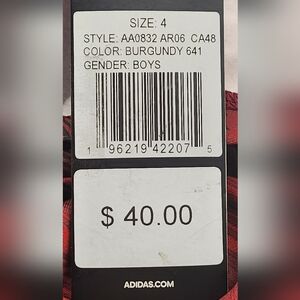 SIZE: 4
STYLE: AA0832 AR06 CA48
COLOR: BURGUNDY 641
GENDER: BOYS
1 96219 42207 5
$ 40.00
ADIDAS.COM